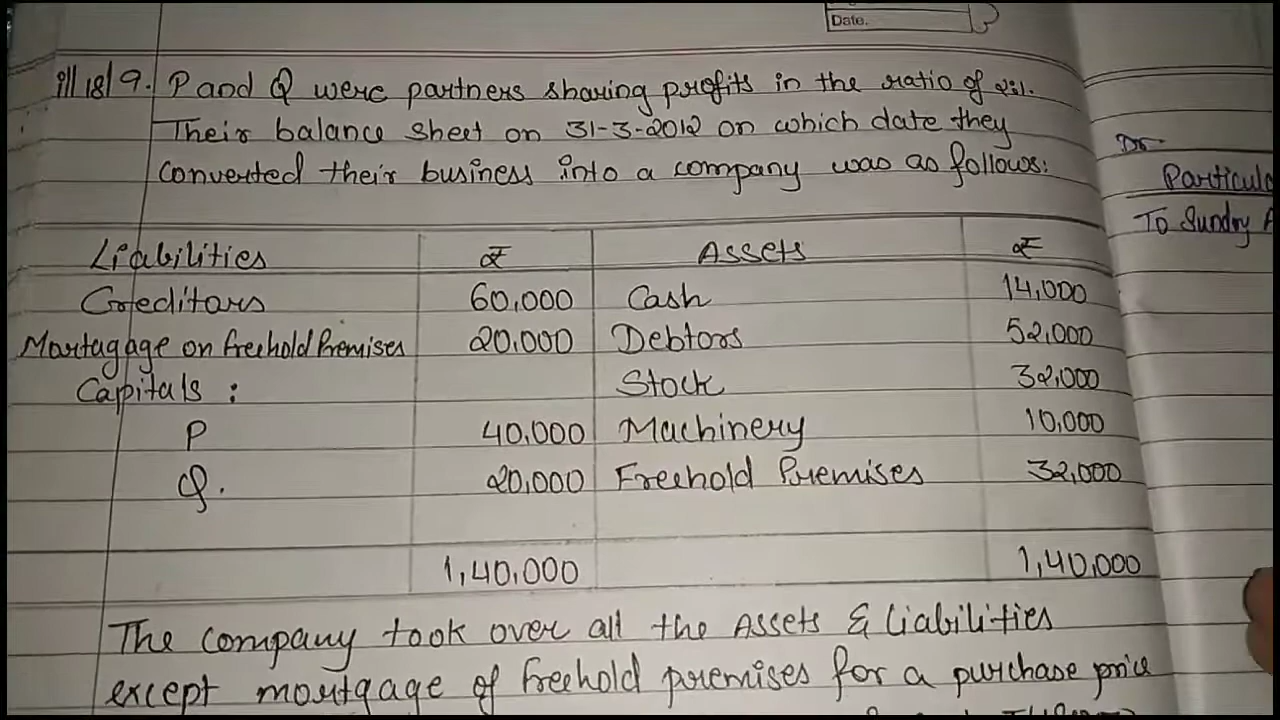 Date.
9. P and Q were partners sharing profits in the ratio of 2:1.
Their balance sheet on 31-3-2012 on which date they
converted their business into a company was as follows:
Dr.
Particula
To Sundry A
Liabilities ₹ Assets ₹
Creditors 60,000 Cash 14,000
Mortagage on freehold Premises 20,000 Debtors 52,000
Capitals : Stock 32,000
P 40,000 Machinery 10,000
Q. 20,000 Freehold Premises 32,000
1,40,000 1,40,000
The company took over all the Assets & Liabilities
except mortgage of freehold premises for a purchase price